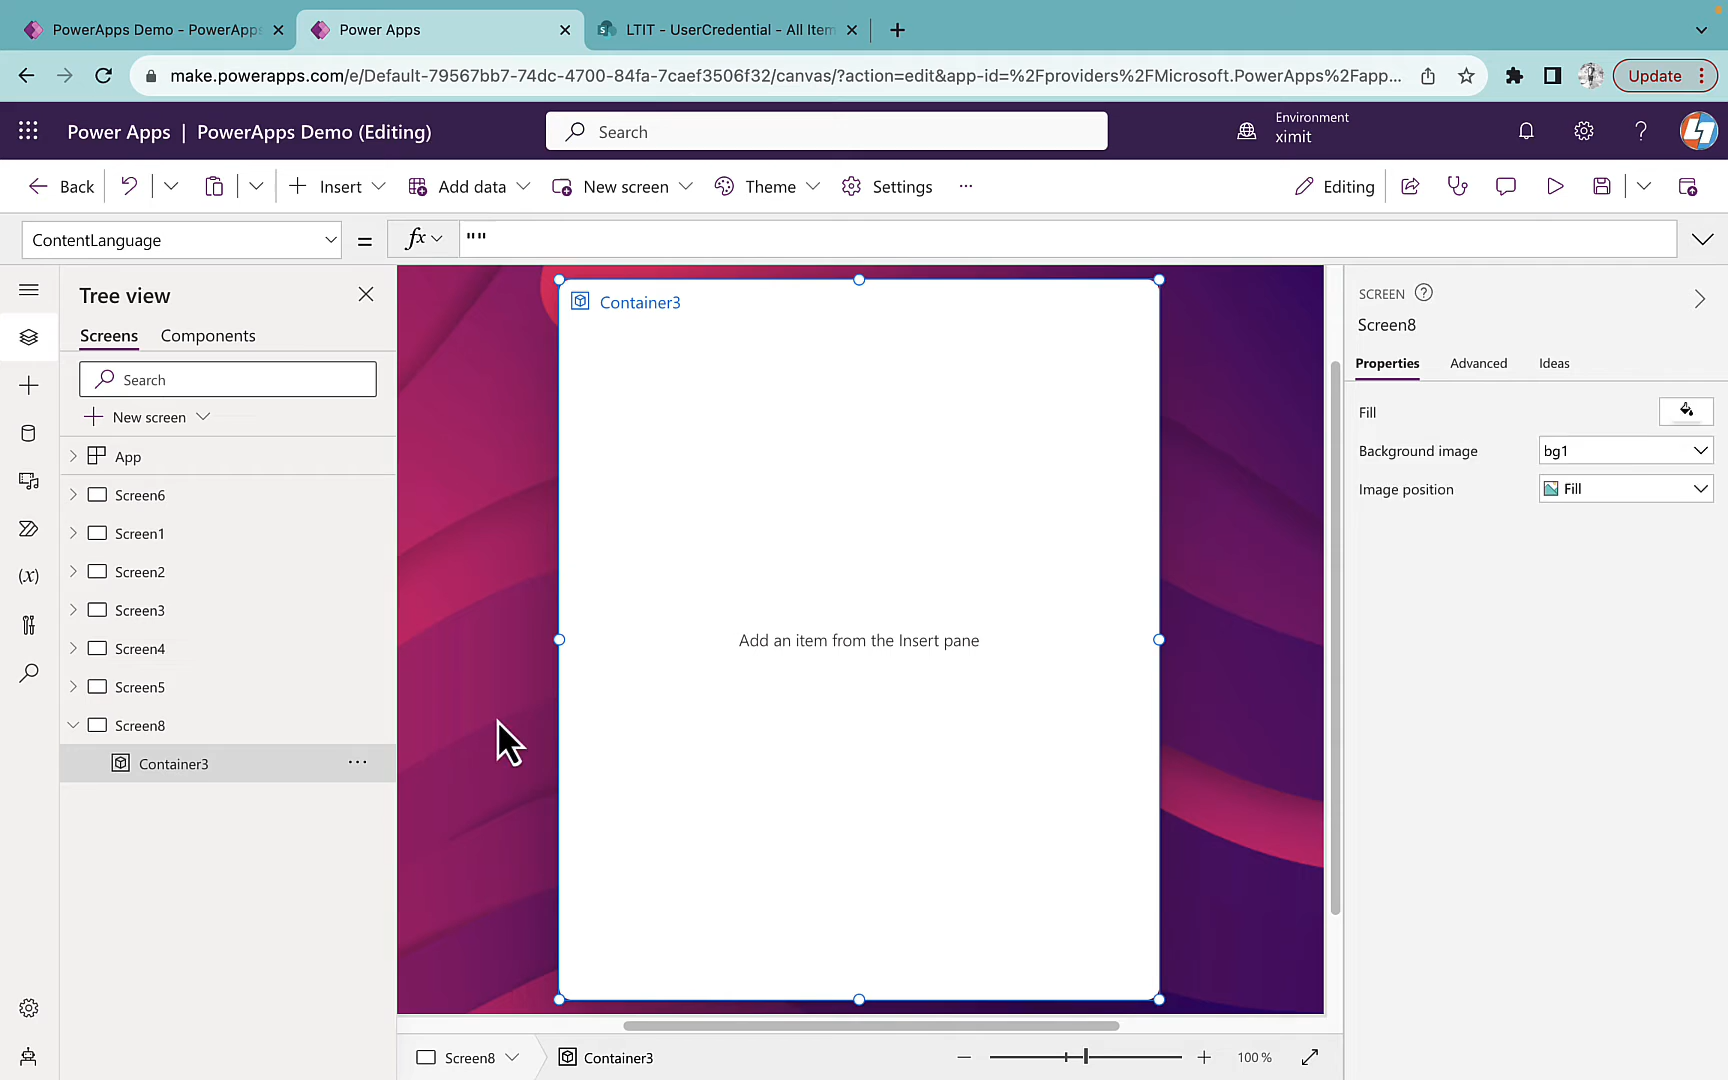 PowerApps Demo - PowerApps
Power Apps
LTIT - UserCredential - All Item
make.powerapps.com/e/Default-79567bb7-74dc-4700-84fa-7caef3506f32/canvas/?action=edit&app-id=%2Fproviders%2FMicrosoft.PowerApps%2Fapp...
Update
Power Apps | PowerApps Demo (Editing)
Search
Environment
ximit
Back
Insert
Add data
New screen
Theme
Settings
Editing
ContentLanguage
=
fx
""
Tree view
Screens
Components
Search
New screen
App
Screen6
Screen1
Screen2
Screen3
Screen4
Screen5
Screen8
Container3
Container3
Add an item from the Insert pane
SCREEN
Screen8
Properties
Advanced
Ideas
Fill
Background image
bg1
Image position
Fill
Screen8
Container3
100 %